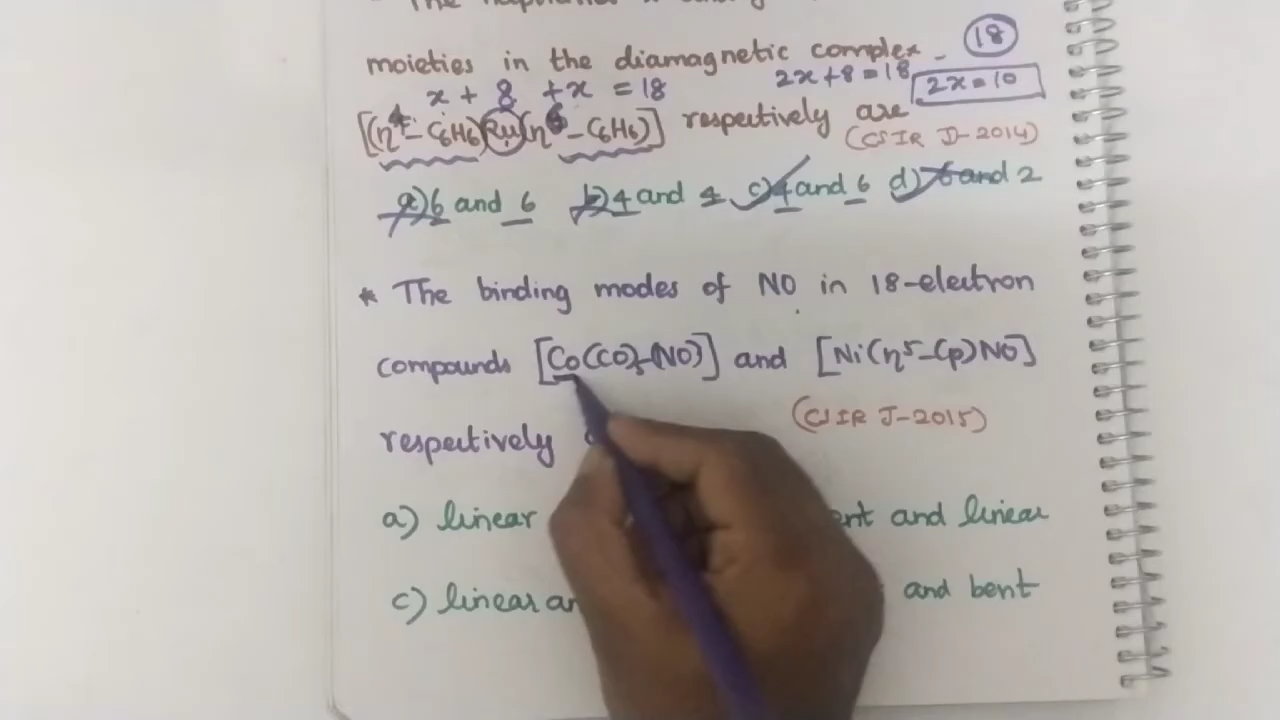 moieties in the diamagnetic complex - 18
x + 8 + x = 18 2x+8=18 2x=10
[(η4-C6H6)Ru(η6-C6H6)] respectively are
(CSIR D-2014)
a) 6 and 6 b) 4 and 4 c) 4 and 6 d) 6 and 2
* The binding modes of NO in 18-electron
compounds [Co(CO)3(NO)] and [Ni(η5-Cp)NO]
respectively (CSIR J-2015)
a) linear and linear
c) linear and bent